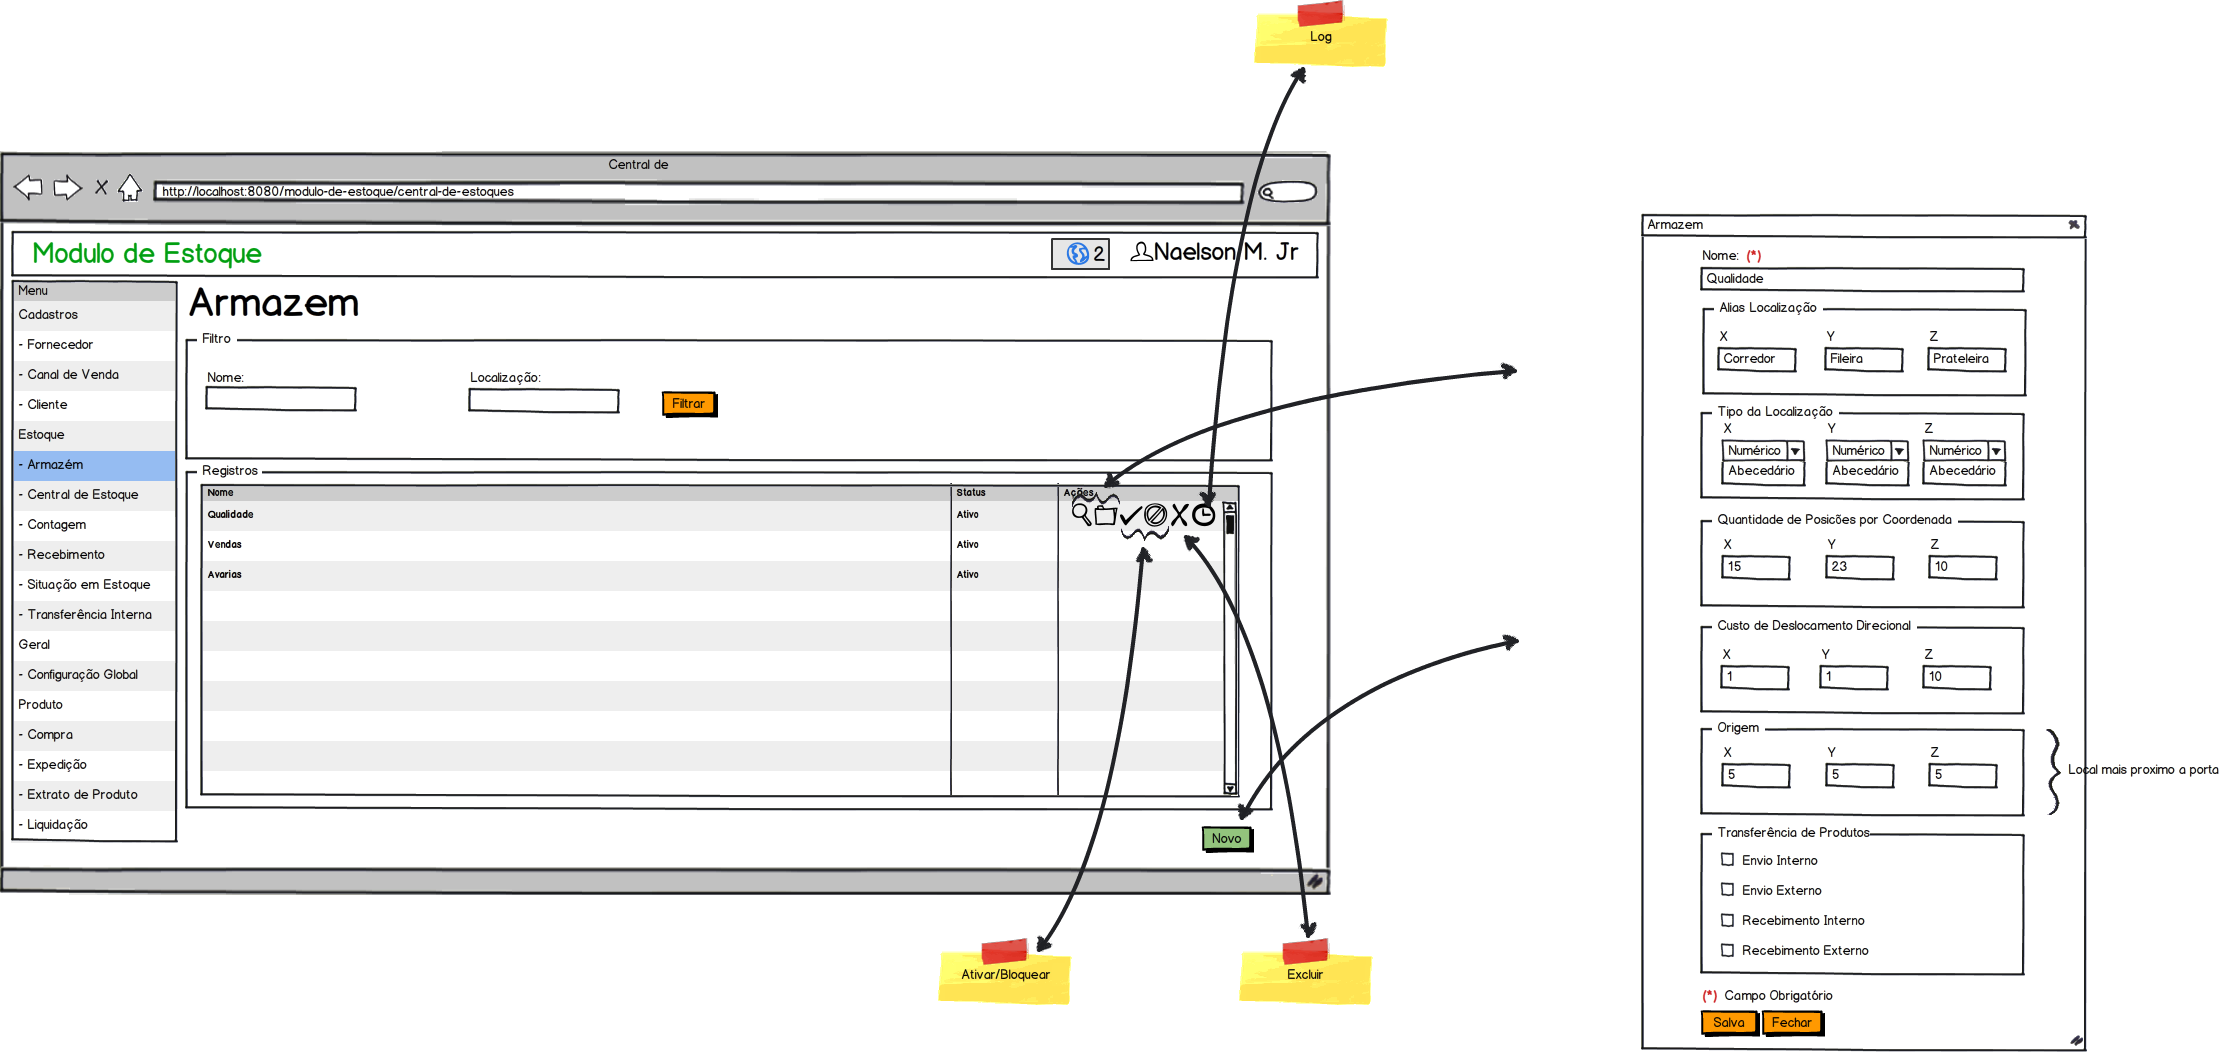 Log
Central de
http://localhost:8080/modulo-de-estoque/central-de-estoques
Modulo de Estoque
2 Naelson M. Jr
Menu
Cadastros
- Fornecedor
- Canal de Venda
- Cliente
Estoque
- Armazém
- Central de Estoque
- Contagem
- Recebimento
- Situação em Estoque
- Transferência Interna
Geral
- Configuração Global
Produto
- Compra
- Expedição
- Extrato de Produto
- Liquidação
Armazem
Filtro
Nome: Localização:
Filtrar
Registros
Nome Status Ações
Qualidade Ativo
Vendas Ativo
Avarias Ativo
Novo
Ativar/Bloquear
Excluir
Armazem
Nome: (*)
Qualidade
Alias Localização
X Y Z
Corredor Fileira Prateleira
Tipo da Localização
X Y Z
Numérico Numérico Numérico
Abecedário Abecedário Abecedário
Quantidade de Posicões por Coordenada
X Y Z
15 23 10
Custo de Deslocamento Direcional
X Y Z
1 1 10
Origem
X Y Z
5 5 5
Local mais proximo a porta
Transferência de Produtos
Envio Interno
Envio Externo
Recebimento Interno
Recebimento Externo
(*) Campo Obrigatório
Salva Fechar